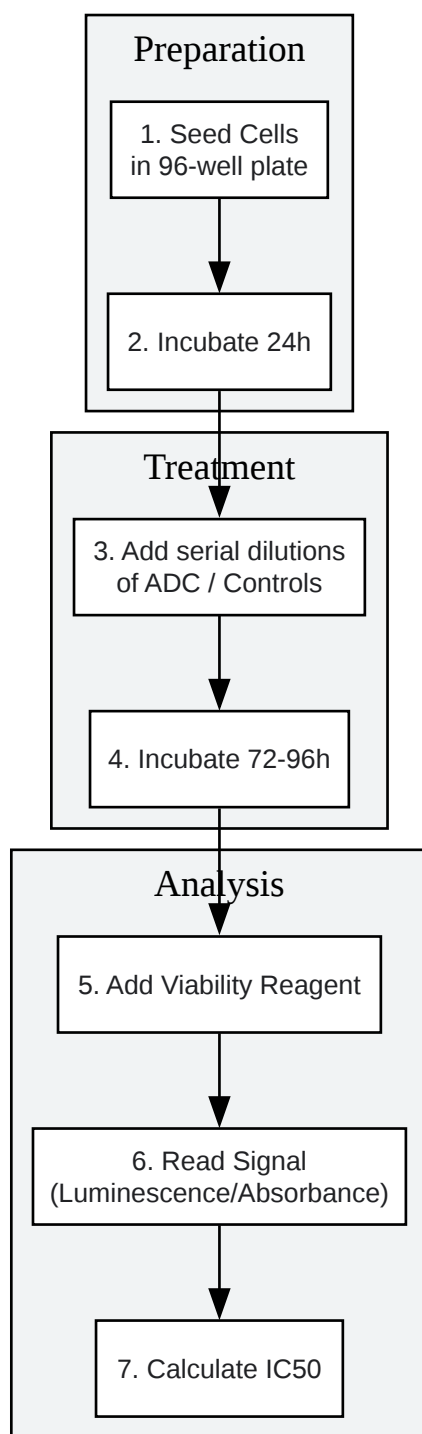 Preparation
1. Seed Cells
in 96-well plate
2. Incubate 24h
Treatment
3. Add serial dilutions
of ADC / Controls
4. Incubate 72-96h
Analysis
5. Add Viability Reagent
6. Read Signal
(Luminescence/Absorbance)
7. Calculate IC50